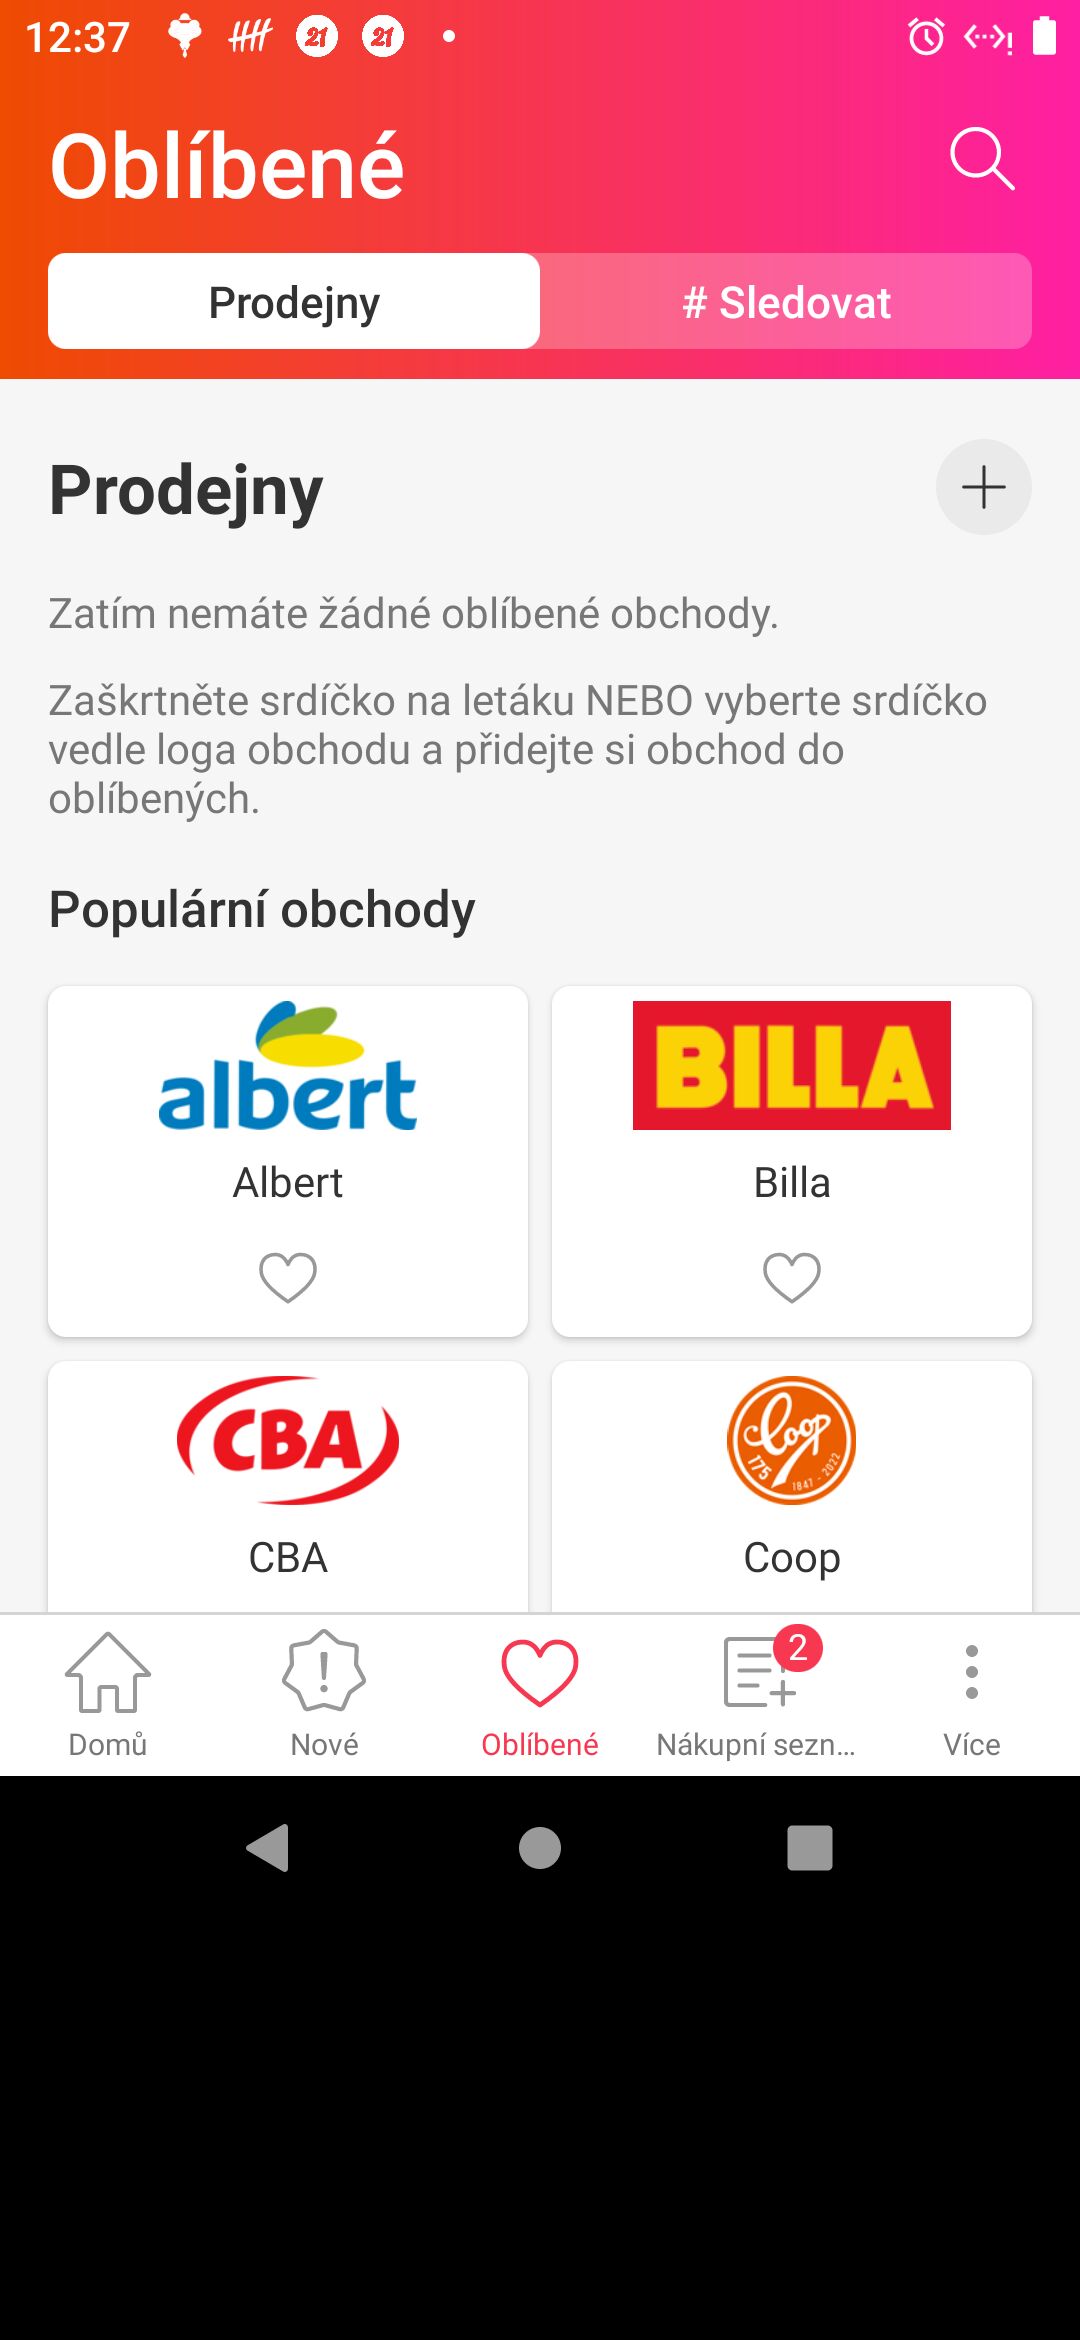 12:37
21 21
Oblíbené
Prodejny
# Sledovat
Prodejny
Zatím nemáte žádné oblíbené obchody.
Zaškrtněte srdíčko na letáku NEBO vyberte srdíčko
vedle loga obchodu a přidejte si obchod do
oblíbených.
Populární obchody
albert
BILLA
Albert
Billa
CBA
Coop
175
1847 - 2022
CBA
Coop
2
Domů
Nové
Oblíbené
Nákupní sezn...
Více